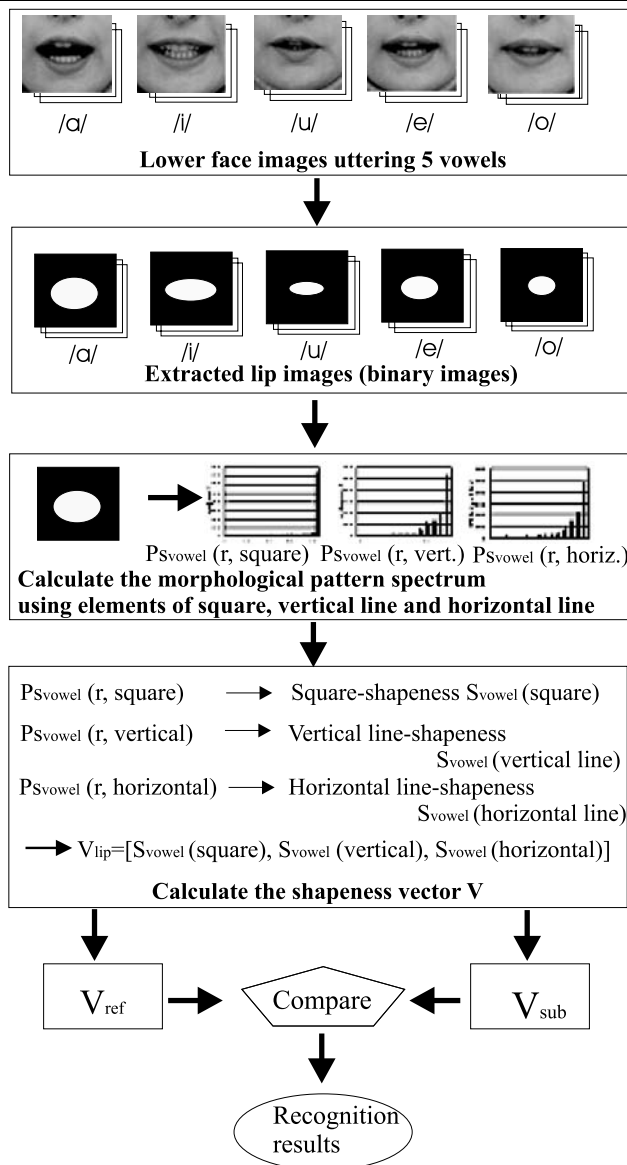 /a/ /i/ /u/ /e/ /o/
Lower face images uttering 5 vowels
/a/ /i/ /u/ /e/ /o/
Extracted lip images (binary images)
PSvowel (r, square) PSvowel (r, vert.) PSvowel (r, horiz.)
Calculate the morphological pattern spectrum
using elements of square, vertical line and horizontal line
PSvowel (r, square) Square-shapeness Svowel (square)
PSvowel (r, vertical) Vertical line-shapeness
Svowel (vertical line)
PSvowel (r, horizontal) Horizontal line-shapeness
Svowel (horizontal line)
Vlip=[Svowel (square), Svowel (vertical), Svowel (horizontal)]
Calculate the shapeness vector V
Vref Compare Vsub
Recognition
results